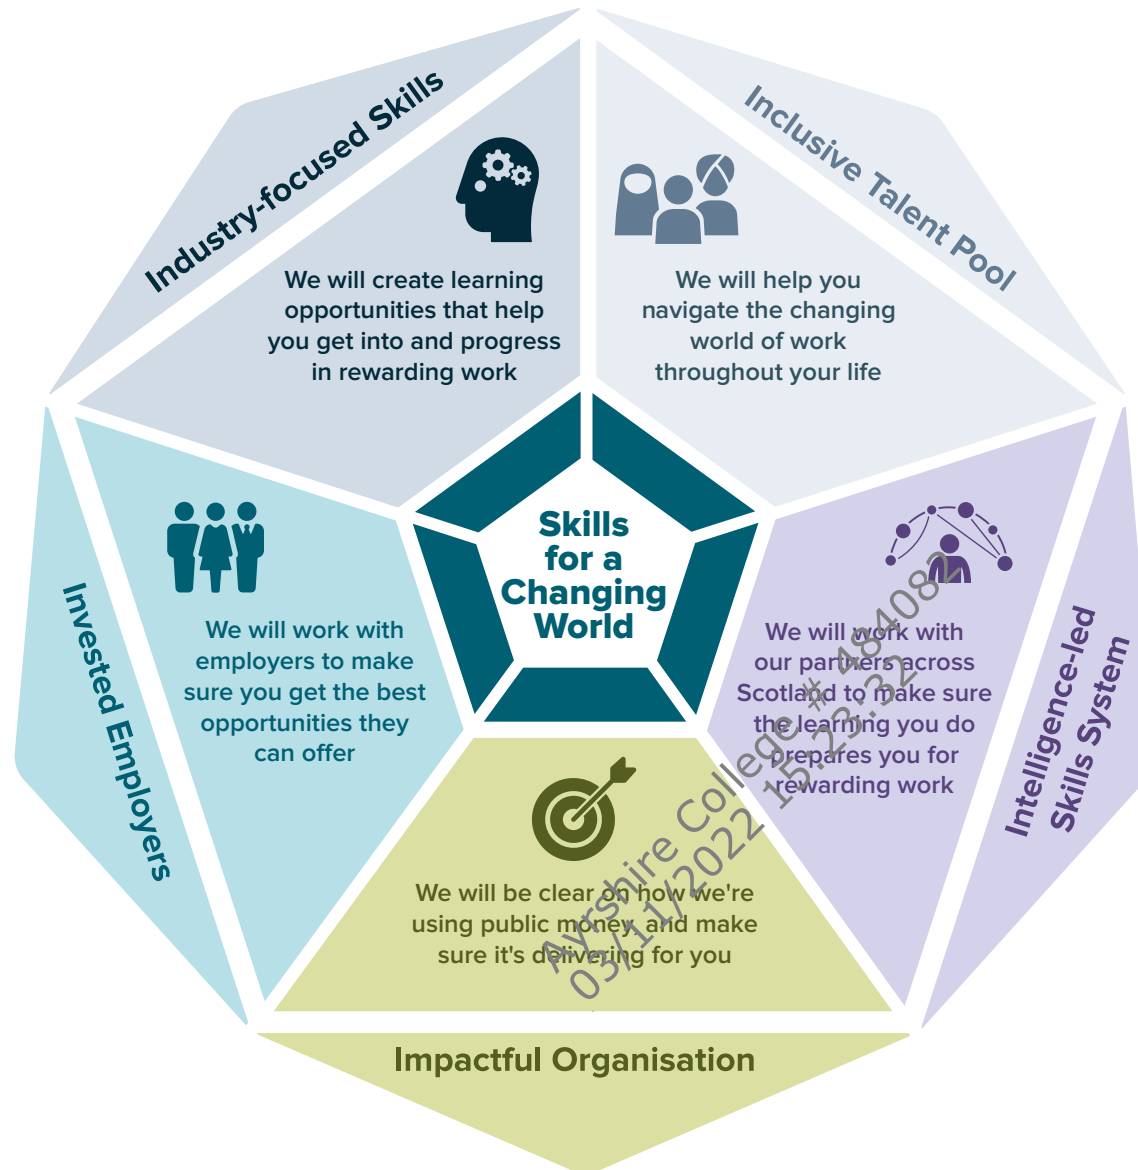 Industry-focused Skills
We will create learning
opportunities that help
you get into and progress
in rewarding work
Inclusive Talent Pool
We will help you
navigate the changing
world of work
throughout your life
Skills
for a
Changing
World
Invested Employers
We will work with
employers to make
sure you get the best
opportunities they
can offer
Intelligence-led
Skills System
We will work with
our partners across
Scotland to make sure
the learning you do
prepares you for
rewarding work
We will be clear on how we're
using public money, and make
sure it's delivering for you
Impactful Organisation
Ayrshire College # 484082
03/11/2022 15:23:32